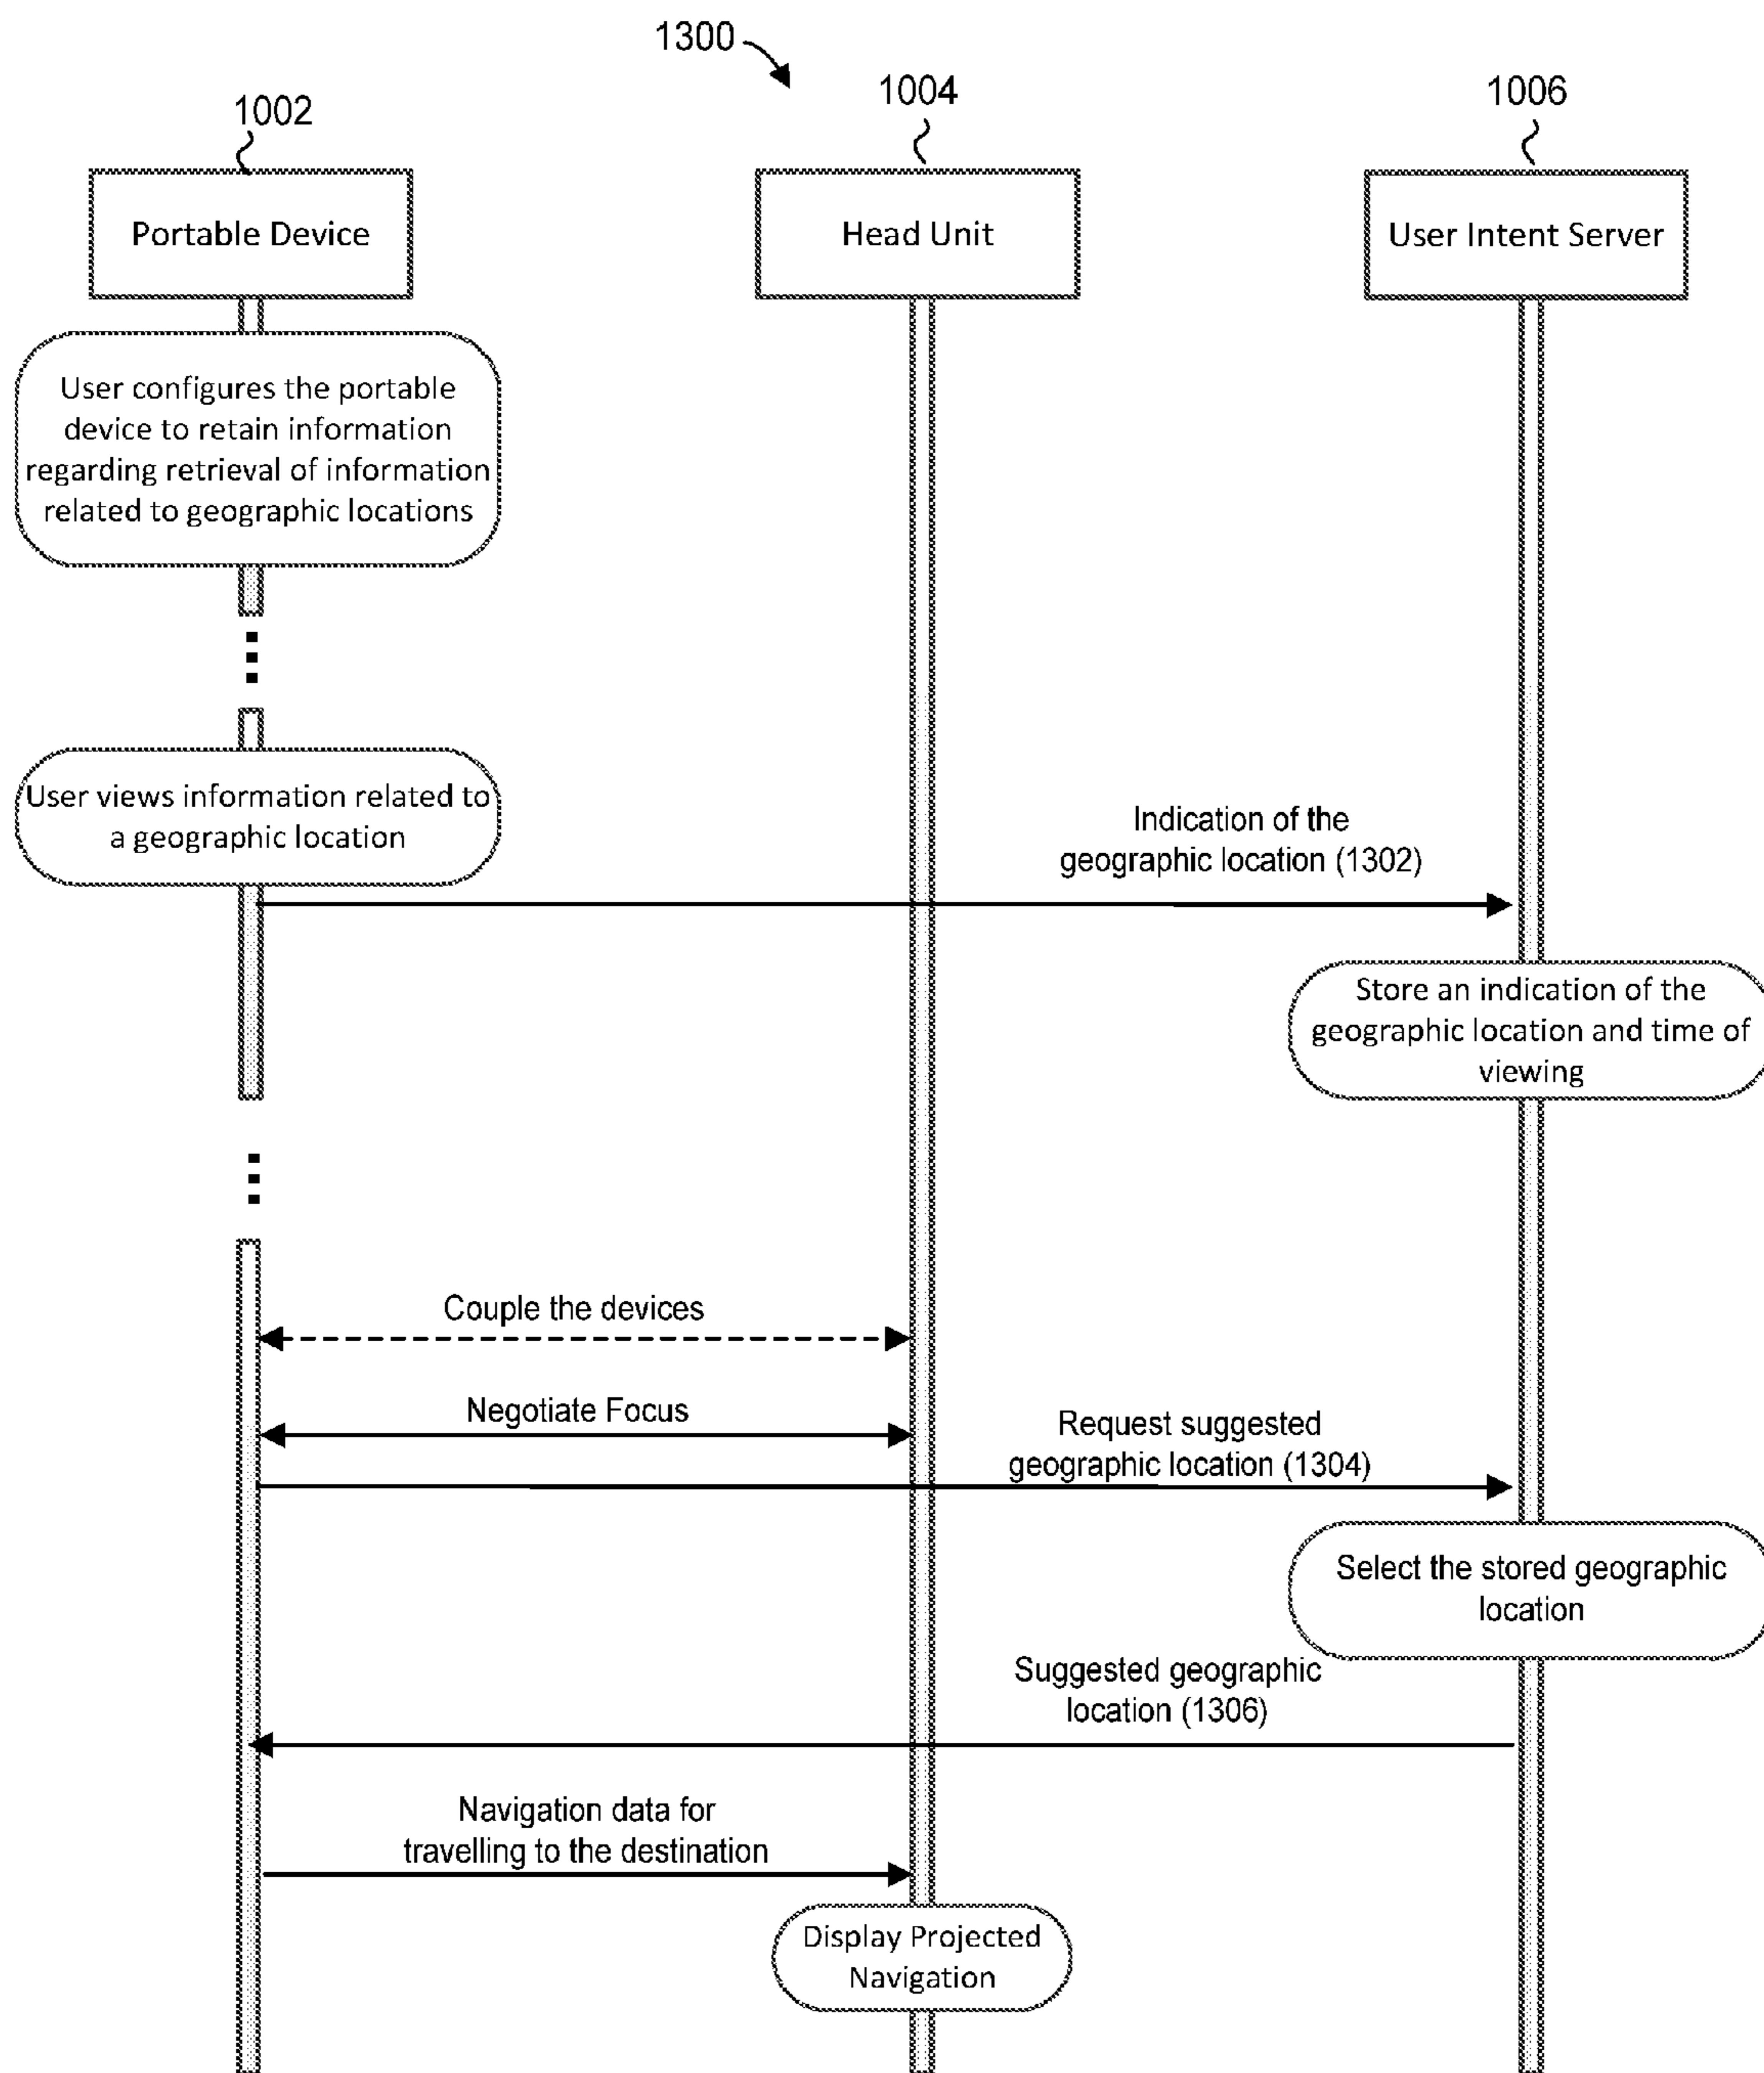 1300
1002
1004
1006
Portable Device
Head Unit
User Intent Server
User configures the portable
device to retain information
regarding retrieval of information
related to geographic locations
User views information related to
a geographic location
Indication of the
geographic location (1302)
Store an indication of the
geographic location and time of
viewing
Couple the devices
Negotiate Focus
Request suggested
geographic location (1304)
Select the stored geographic
location
Suggested geographic
location (1306)
Navigation data for
travelling to the destination
Display Projected
Navigation